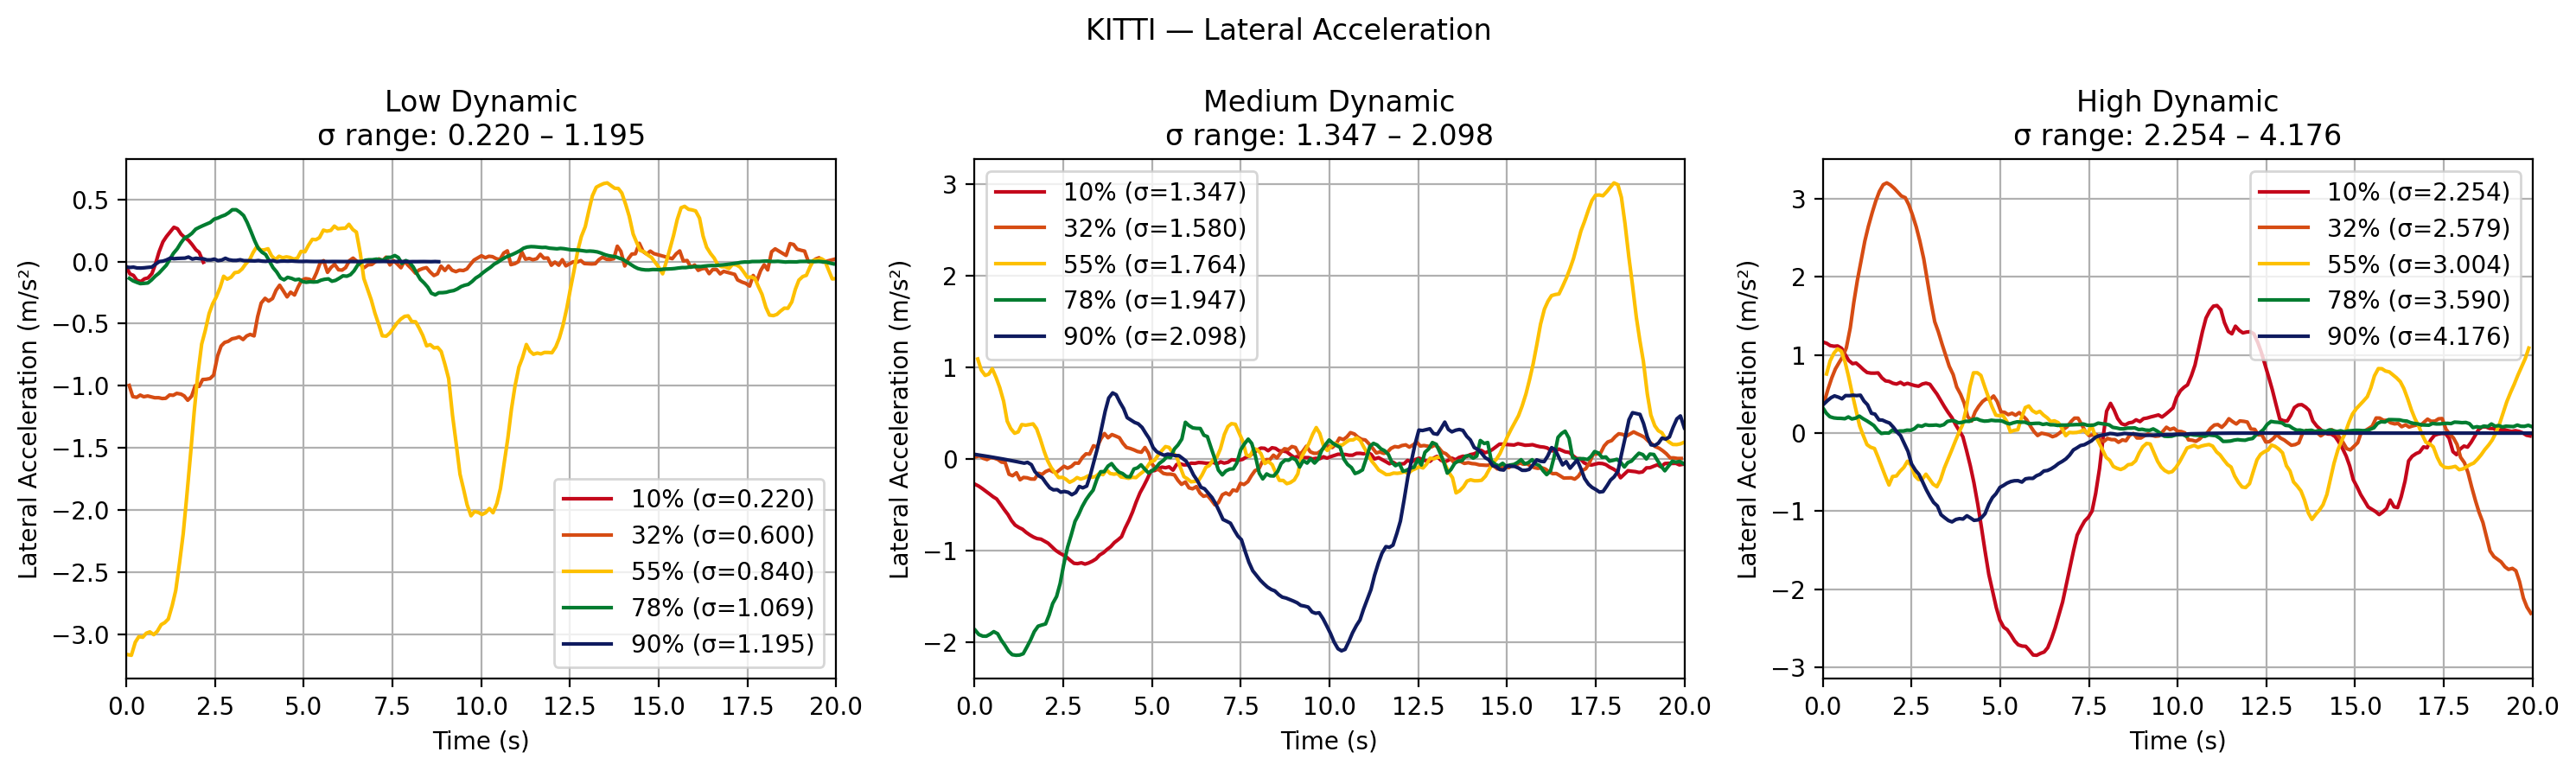 KITTI — Lateral Acceleration
Low Dynamic
σ range: 0.220 – 1.195
Lateral Acceleration (m/s²)
0.5
0.0
−0.5
−1.0
−1.5
−2.0
−2.5
−3.0
10% (σ=0.220)
32% (σ=0.600)
55% (σ=0.840)
78% (σ=1.069)
90% (σ=1.195)
0.0 2.5 5.0 7.5 10.0 12.5 15.0 17.5 20.0
Time (s)
Medium Dynamic
σ range: 1.347 – 2.098
Lateral Acceleration (m/s²)
3
2
1
0
−1
−2
10% (σ=1.347)
32% (σ=1.580)
55% (σ=1.764)
78% (σ=1.947)
90% (σ=2.098)
0.0 2.5 5.0 7.5 10.0 12.5 15.0 17.5 20.0
Time (s)
High Dynamic
σ range: 2.254 – 4.176
Lateral Acceleration (m/s²)
3
2
1
0
−1
−2
−3
10% (σ=2.254)
32% (σ=2.579)
55% (σ=3.004)
78% (σ=3.590)
90% (σ=4.176)
0.0 2.5 5.0 7.5 10.0 12.5 15.0 17.5 20.0
Time (s)